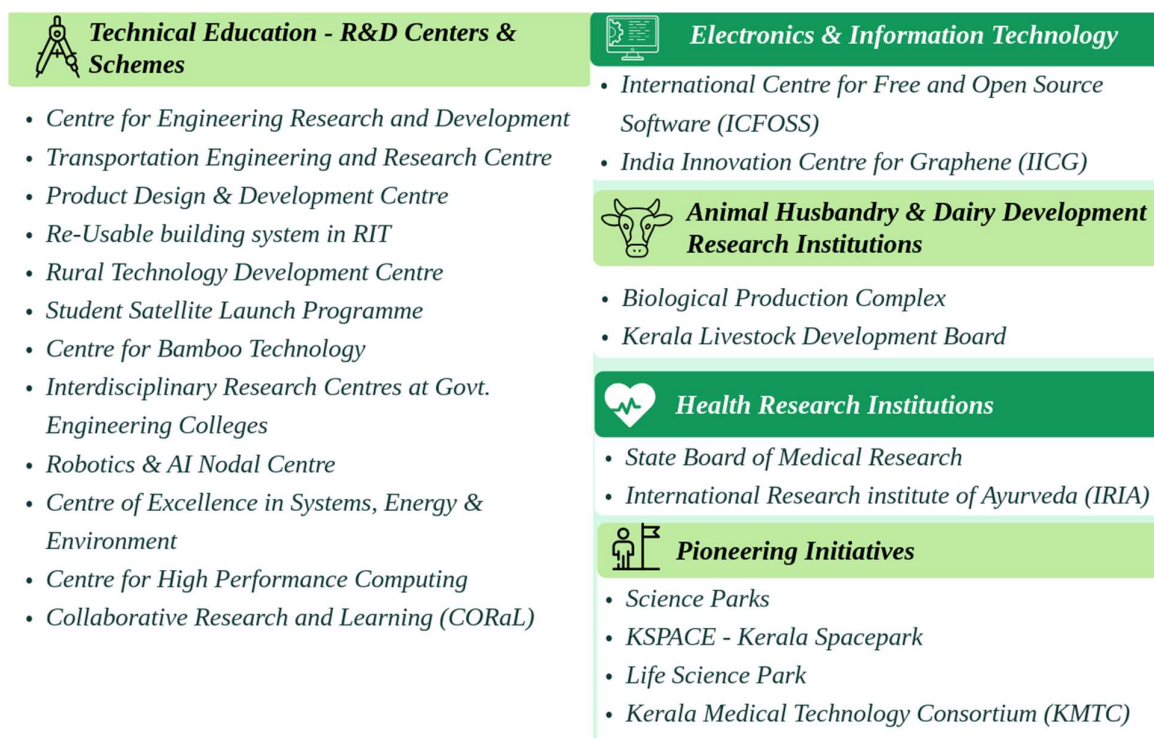 Technical Education - R&D Centers &
Schemes
• Centre for Engineering Research and Development
• Transportation Engineering and Research Centre
• Product Design & Development Centre
• Re-Usable building system in RIT
• Rural Technology Development Centre
• Student Satellite Launch Programme
• Centre for Bamboo Technology
• Interdisciplinary Research Centres at Govt.
Engineering Colleges
• Robotics & AI Nodal Centre
• Centre of Excellence in Systems, Energy &
Environment
• Centre for High Performance Computing
• Collaborative Research and Learning (CORaL)
Electronics & Information Technology
• International Centre for Free and Open Source
Software (ICFOSS)
• India Innovation Centre for Graphene (IICG)
Animal Husbandry & Dairy Development
Research Institutions
• Biological Production Complex
• Kerala Livestock Development Board
Health Research Institutions
• State Board of Medical Research
• International Research institute of Ayurveda (IRIA)
Pioneering Initiatives
• Science Parks
• KSPACE - Kerala Spacepark
• Life Science Park
• Kerala Medical Technology Consortium (KMTC)